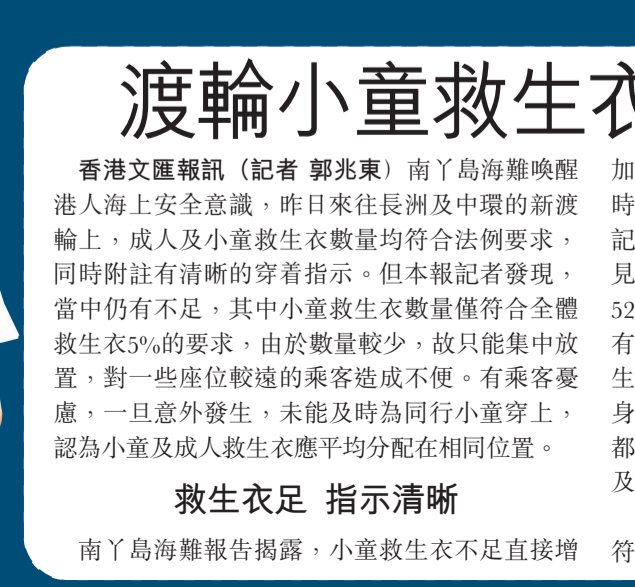 渡輪小童救生衣
香港文匯報訊（記者 郭兆東）南丫島海難喚醒
港人海上安全意識，昨日來往長洲及中環的新渡
輪上，成人及小童救生衣數量均符合法例要求，
同時附註有清晰的穿着指示。但本報記者發現，
當中仍有不足，其中小童救生衣數量僅符合全體
救生衣5%的要求，由於數量較少，故只能集中放
置，對一些座位較遠的乘客造成不便。有乘客憂
慮，一旦意外發生，未能及時為同行小童穿上，
認為小童及成人救生衣應平均分配在相同位置。
救生衣足 指示清晰
南丫島海難報告揭露，小童救生衣不足直接增
加
時
記
見
52
有
生
身
都
及
符